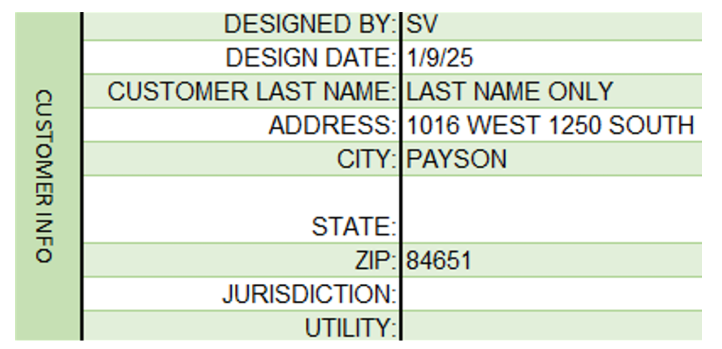 CUSTOMER INFO
DESIGNED BY: SV
DESIGN DATE: 1/9/25
CUSTOMER LAST NAME: LAST NAME ONLY
ADDRESS: 1016 WEST 1250 SOUTH
CITY: PAYSON
STATE:
ZIP: 84651
JURISDICTION:
UTILITY: